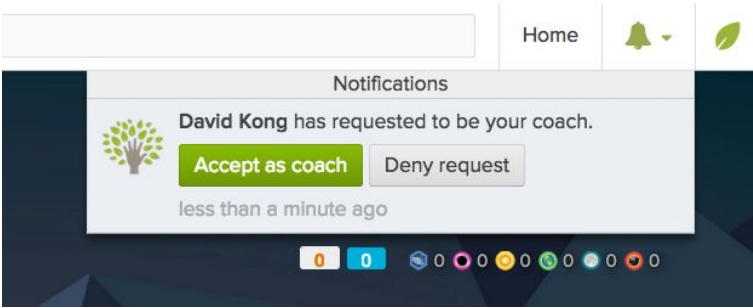 Home
Notifications
David Kong has requested to be your coach.
Accept as coach Deny request
less than a minute ago
0 0 0 0 0 0 0 0